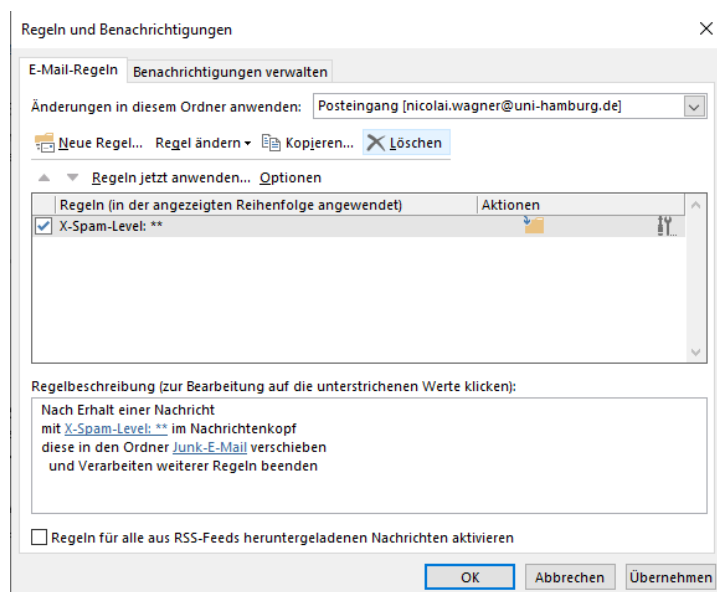 Regeln und Benachrichtigungen
E-Mail-Regeln Benachrichtigungen verwalten
Änderungen in diesem Ordner anwenden: Posteingang [nicolai.wagner@uni-hamburg.de]
Neue Regel... Regel ändern Kopieren... Löschen
Regeln jetzt anwenden... Optionen
Regeln (in der angezeigten Reihenfolge angewendet) Aktionen
X-Spam-Level: **
Regelbeschreibung (zur Bearbeitung auf die unterstrichenen Werte klicken):
Nach Erhalt einer Nachricht
mit X-Spam-Level: ** im Nachrichtenkopf
diese in den Ordner Junk-E-Mail verschieben
und Verarbeiten weiterer Regeln beenden
Regeln für alle aus RSS-Feeds heruntergeladenen Nachrichten aktivieren
OK Abbrechen Übernehmen